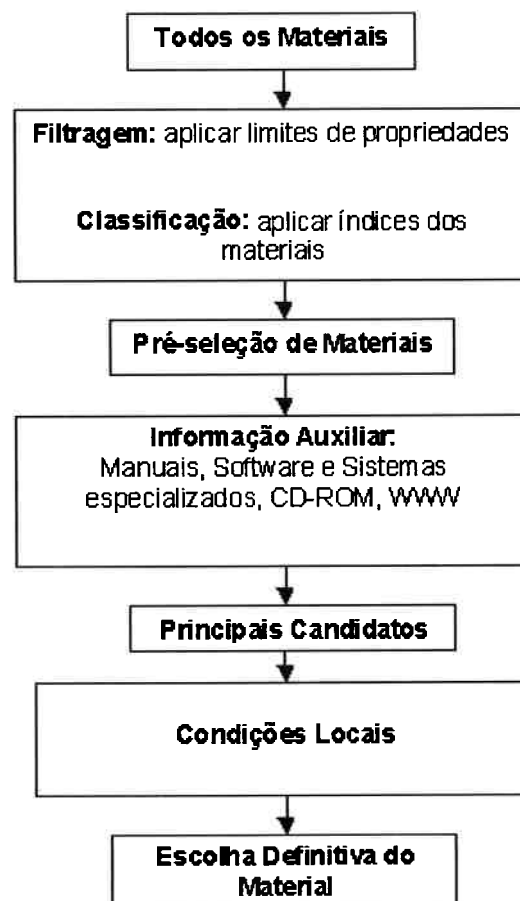 Todos os Materiais
Filtragem: aplicar limites de propriedades
Classificação: aplicar índices dos
materiais
Pré-seleção de Materiais
Informação Auxiliar:
Manuais, Software e Sistemas
especializados, CD-ROM, WWW
Principais Candidatos
Condições Locais
Escolha Definitiva do
Material